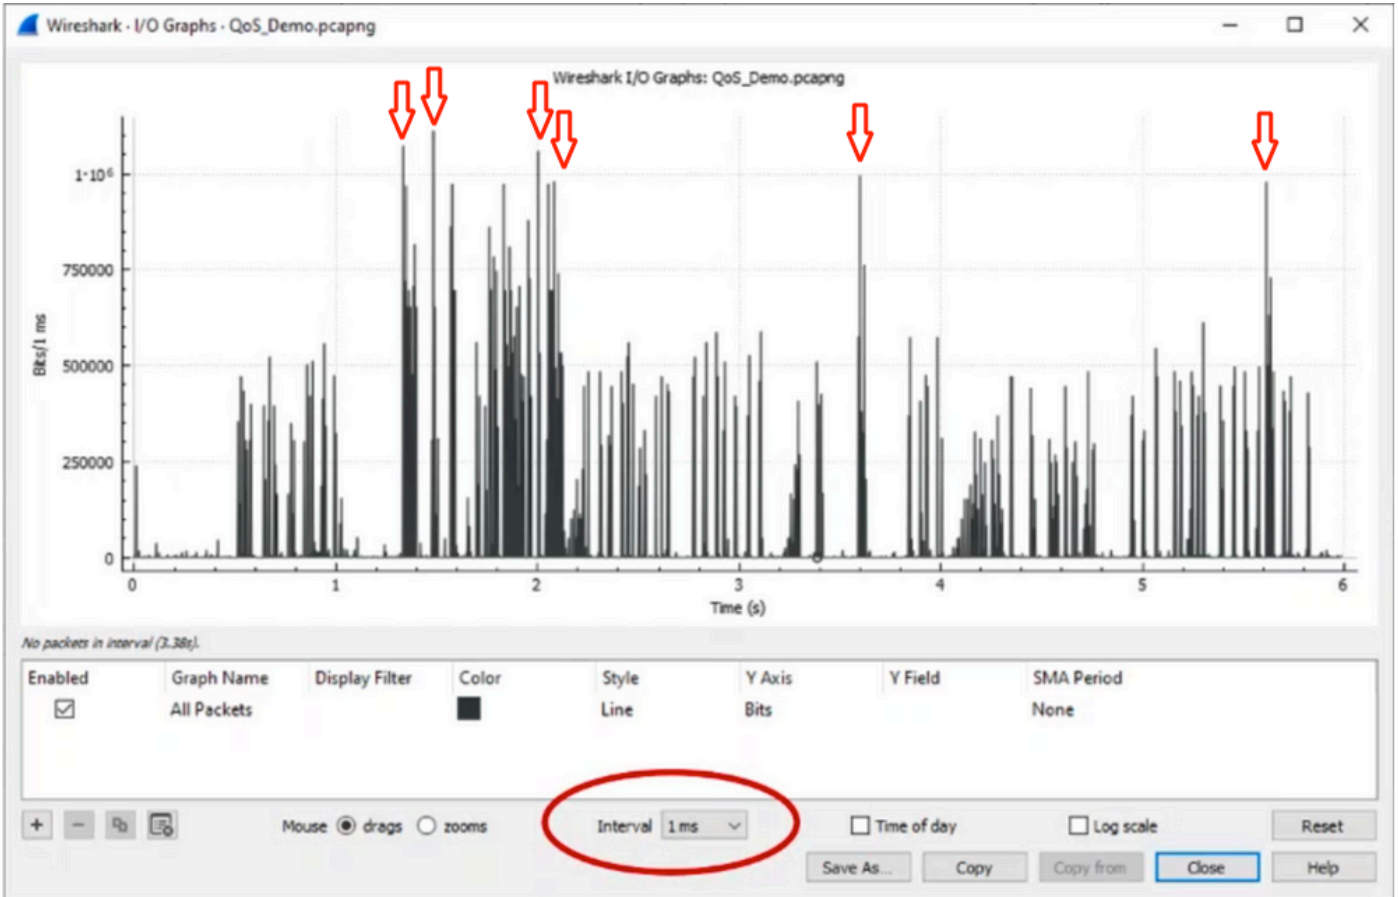 Wireshark · I/O Graphs · QoS_Demo.pcapng
Wireshark I/O Graphs: QoS_Demo.pcapng
1·10⁶
750000
500000
250000
0
Bits/1 ms
0 1 2 3 4 5 6
Time (s)
No packets in interval (3.38s).
Enabled Graph Name Display Filter Color Style Y Axis Y Field SMA Period
All Packets Line Bits None
+ − Mouse drags zooms Interval 1 ms Time of day Log scale Reset
Save As... Copy Copy from Close Help